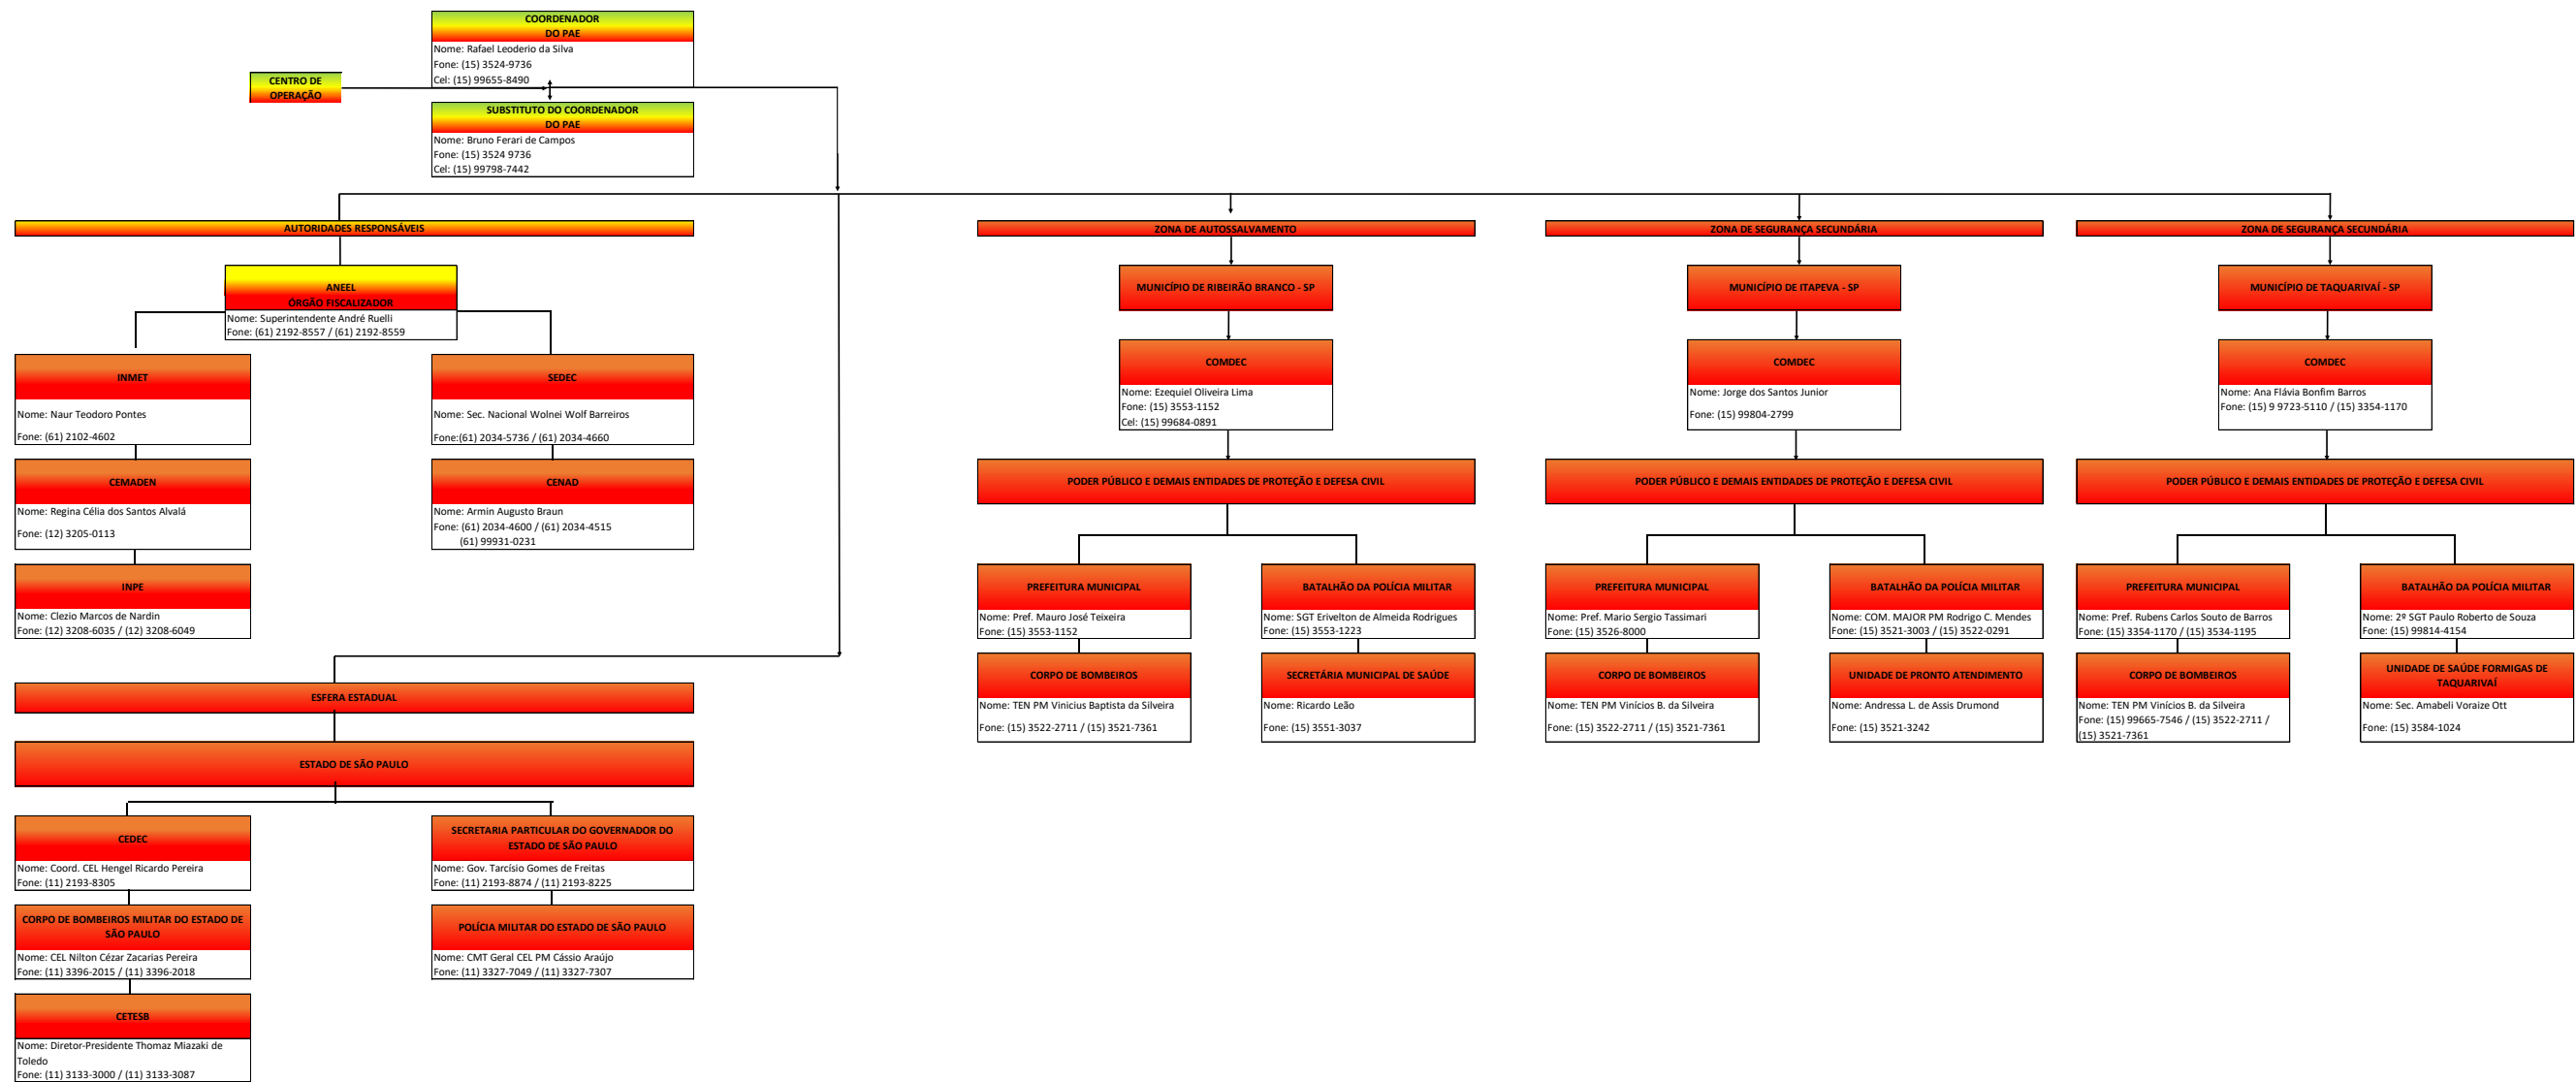 COORDENADOR
DO PAE
Nome: Rafael Leoderio da Silva
Fone: (15) 3524-9736
Cel: (15) 99655-8490
CENTRO DE
OPERAÇÃO
SUBSTITUTO DO COORDENADOR
DO PAE
Nome: Bruno Ferari de Campos
Fone: (15) 3524 9736
Cel: (15) 99798-7442
AUTORIDADES RESPONSÁVEIS
ANEEL
ÓRGÃO FISCALIZADOR
Nome: Superintendente André Ruelli
Fone: (61) 2192-8557 / (61) 2192-8559
INMET
Nome: Naur Teodoro Pontes
Fone: (61) 2102-4602
SEDEC
Nome: Sec. Nacional Wolnei Wolf Barreiros
Fone:(61) 2034-5736 / (61) 2034-4660
CEMADEN
Nome: Regina Célia dos Santos Alvalá
Fone: (12) 3205-0113
CENAD
Nome: Armin Augusto Braun
Fone: (61) 2034-4600 / (61) 2034-4515
(61) 99931-0231
INPE
Nome: Clezio Marcos de Nardin
Fone: (12) 3208-6035 / (12) 3208-6049
ESFERA ESTADUAL
ESTADO DE SÃO PAULO
CEDEC
Nome: Coord. CEL Hengel Ricardo Pereira
Fone: (11) 2193-8305
SECRETARIA PARTICULAR DO GOVERNADOR DO
ESTADO DE SÃO PAULO
Nome: Gov. Tarcísio Gomes de Freitas
Fone: (11) 2193-8874 / (11) 2193-8225
CORPO DE BOMBEIROS MILITAR DO ESTADO DE
SÃO PAULO
Nome: CEL Nilton Cézar Zacarias Pereira
Fone: (11) 3396-2015 / (11) 3396-2018
POLÍCIA MILITAR DO ESTADO DE SÃO PAULO
Nome: CMT Geral CEL PM Cássio Araújo
Fone: (11) 3327-7049 / (11) 3327-7307
CETESB
Nome: Diretor-Presidente Thomaz Miazaki de
Toledo
Fone: (11) 3133-3000 / (11) 3133-3087
ZONA DE AUTOSSALVAMENTO
MUNICÍPIO DE RIBEIRÃO BRANCO - SP
COMDEC
Nome: Ezequiel Oliveira Lima
Fone: (15) 3553-1152
Cel: (15) 99684-0891
PODER PÚBLICO E DEMAIS ENTIDADES DE PROTEÇÃO E DEFESA CIVIL
PREFEITURA MUNICIPAL
Nome: Pref. Mauro José Teixeira
Fone: (15) 3553-1152
BATALHÃO DA POLÍCIA MILITAR
Nome: SGT Erivelton de Almeida Rodrigues
Fone: (15) 3553-1223
CORPO DE BOMBEIROS
Nome: TEN PM Vinicius Baptista da Silveira
Fone: (15) 3522-2711 / (15) 3521-7361
SECRETÁRIA MUNICIPAL DE SAÚDE
Nome: Ricardo Leão
Fone: (15) 3551-3037
ZONA DE SEGURANÇA SECUNDÁRIA
MUNICÍPIO DE ITAPEVA - SP
COMDEC
Nome: Jorge dos Santos Junior
Fone: (15) 99804-2799
PODER PÚBLICO E DEMAIS ENTIDADES DE PROTEÇÃO E DEFESA CIVIL
PREFEITURA MUNICIPAL
Nome: Pref. Mario Sergio Tassimari
Fone: (15) 3526-8000
BATALHÃO DA POLÍCIA MILITAR
Nome: COM. MAJOR PM Rodrigo C. Mendes
Fone: (15) 3521-3003 / (15) 3522-0291
CORPO DE BOMBEIROS
Nome: TEN PM Vinícios B. da Silveira
Fone: (15) 3522-2711 / (15) 3521-7361
UNIDADE DE PRONTO ATENDIMENTO
Nome: Andressa L. de Assis Drumond
Fone: (15) 3521-3242
ZONA DE SEGURANÇA SECUNDÁRIA
MUNICÍPIO DE TAQUARIVAÍ - SP
COMDEC
Nome: Ana Flávia Bonfim Barros
Fone: (15) 9 9723-5110 / (15) 3354-1170
PODER PÚBLICO E DEMAIS ENTIDADES DE PROTEÇÃO E DEFESA CIVIL
PREFEITURA MUNICIPAL
Nome: Pref. Rubens Carlos Souto de Barros
Fone: (15) 3354-1170 / (15) 3534-1195
BATALHÃO DA POLÍCIA MILITAR
Nome: 2º SGT Paulo Roberto de Souza
Fone: (15) 99814-4154
CORPO DE BOMBEIROS
Nome: TEN PM Vinícios B. da Silveira
Fone: (15) 99665-7546 / (15) 3522-2711 /
(15) 3521-7361
UNIDADE DE SAÚDE FORMIGAS DE
TAQUARIVAÍ
Nome: Sec. Amabeli Voraize Ott
Fone: (15) 3584-1024